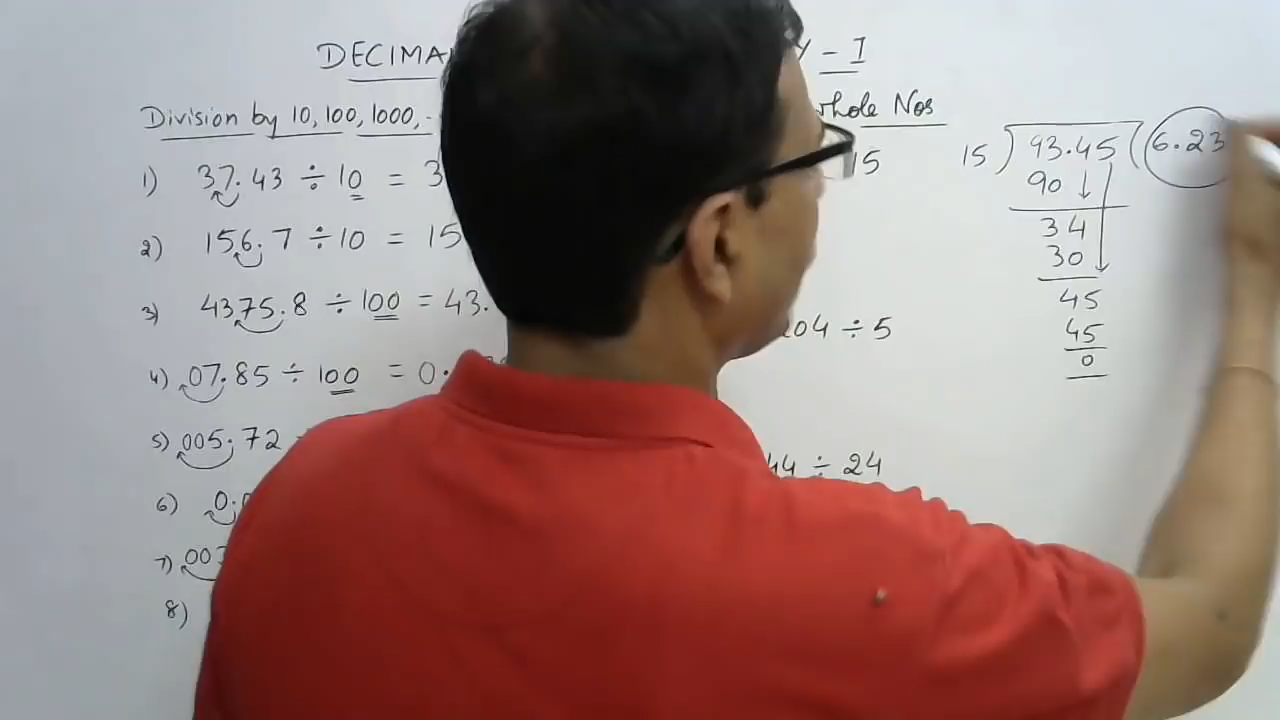 DECIMA - I
Division by 10, 100, 1000,
1) 37.43 ÷ 10 = 3
2) 156.7 ÷ 10 = 15
3) 4375.8 ÷ 100 = 43.
4) 07.85 ÷ 100 = 0.
5) 005.72
6) 0.
7) 00
8)
whole Nos
15
204 ÷ 5
44 ÷ 24
15 ) 93.45 ( 6.23
90
34
30
45
45
0